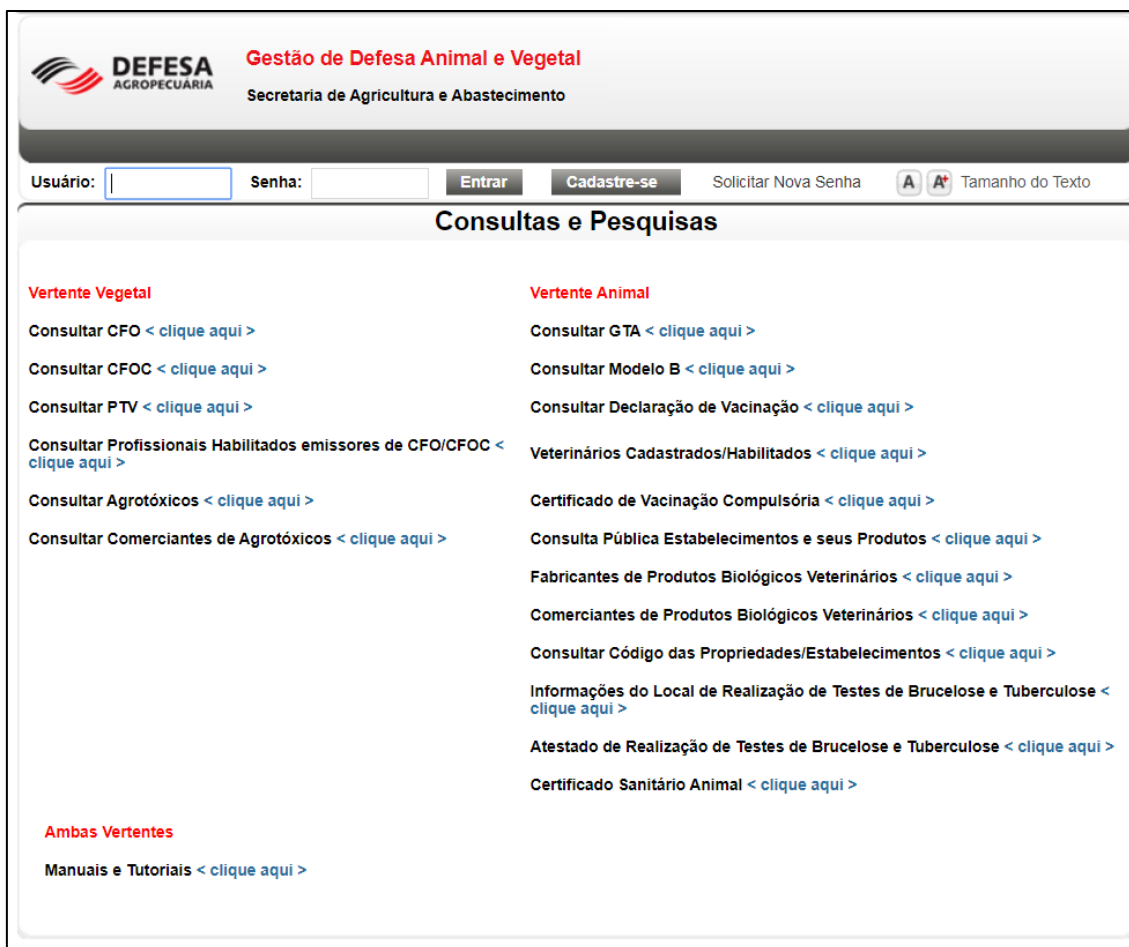 DEFESA
AGROPECUÁRIA
Gestão de Defesa Animal e Vegetal
Secretaria de Agricultura e Abastecimento
Usuário:
Senha:
Entrar
Cadastre-se
Solicitar Nova Senha
A
A+
Tamanho do Texto
Consultas e Pesquisas
Vertente Vegetal
Consultar CFO < clique aqui >
Consultar CFOC < clique aqui >
Consultar PTV < clique aqui >
Consultar Profissionais Habilitados emissores de CFO/CFOC <
clique aqui >
Consultar Agrotóxicos < clique aqui >
Consultar Comerciantes de Agrotóxicos < clique aqui >
Vertente Animal
Consultar GTA < clique aqui >
Consultar Modelo B < clique aqui >
Consultar Declaração de Vacinação < clique aqui >
Veterinários Cadastrados/Habilitados < clique aqui >
Certificado de Vacinação Compulsória < clique aqui >
Consulta Pública Estabelecimentos e seus Produtos < clique aqui >
Fabricantes de Produtos Biológicos Veterinários < clique aqui >
Comerciantes de Produtos Biológicos Veterinários < clique aqui >
Consultar Código das Propriedades/Estabelecimentos < clique aqui >
Informações do Local de Realização de Testes de Brucelose e Tuberculose <
clique aqui >
Atestado de Realização de Testes de Brucelose e Tuberculose < clique aqui >
Certificado Sanitário Animal < clique aqui >
Ambas Vertentes
Manuais e Tutoriais < clique aqui >